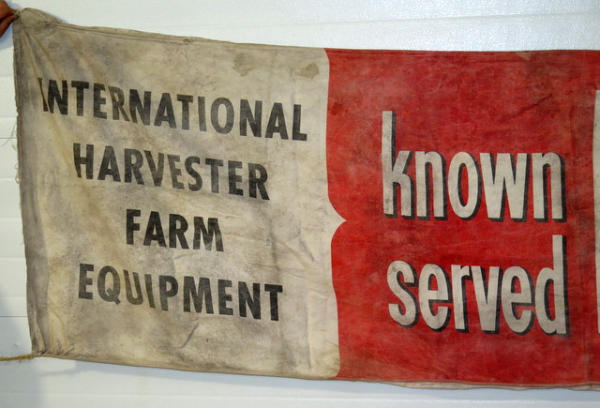 INTERNATIONAL
HARVESTER
FARM
EQUIPMENT
known
served